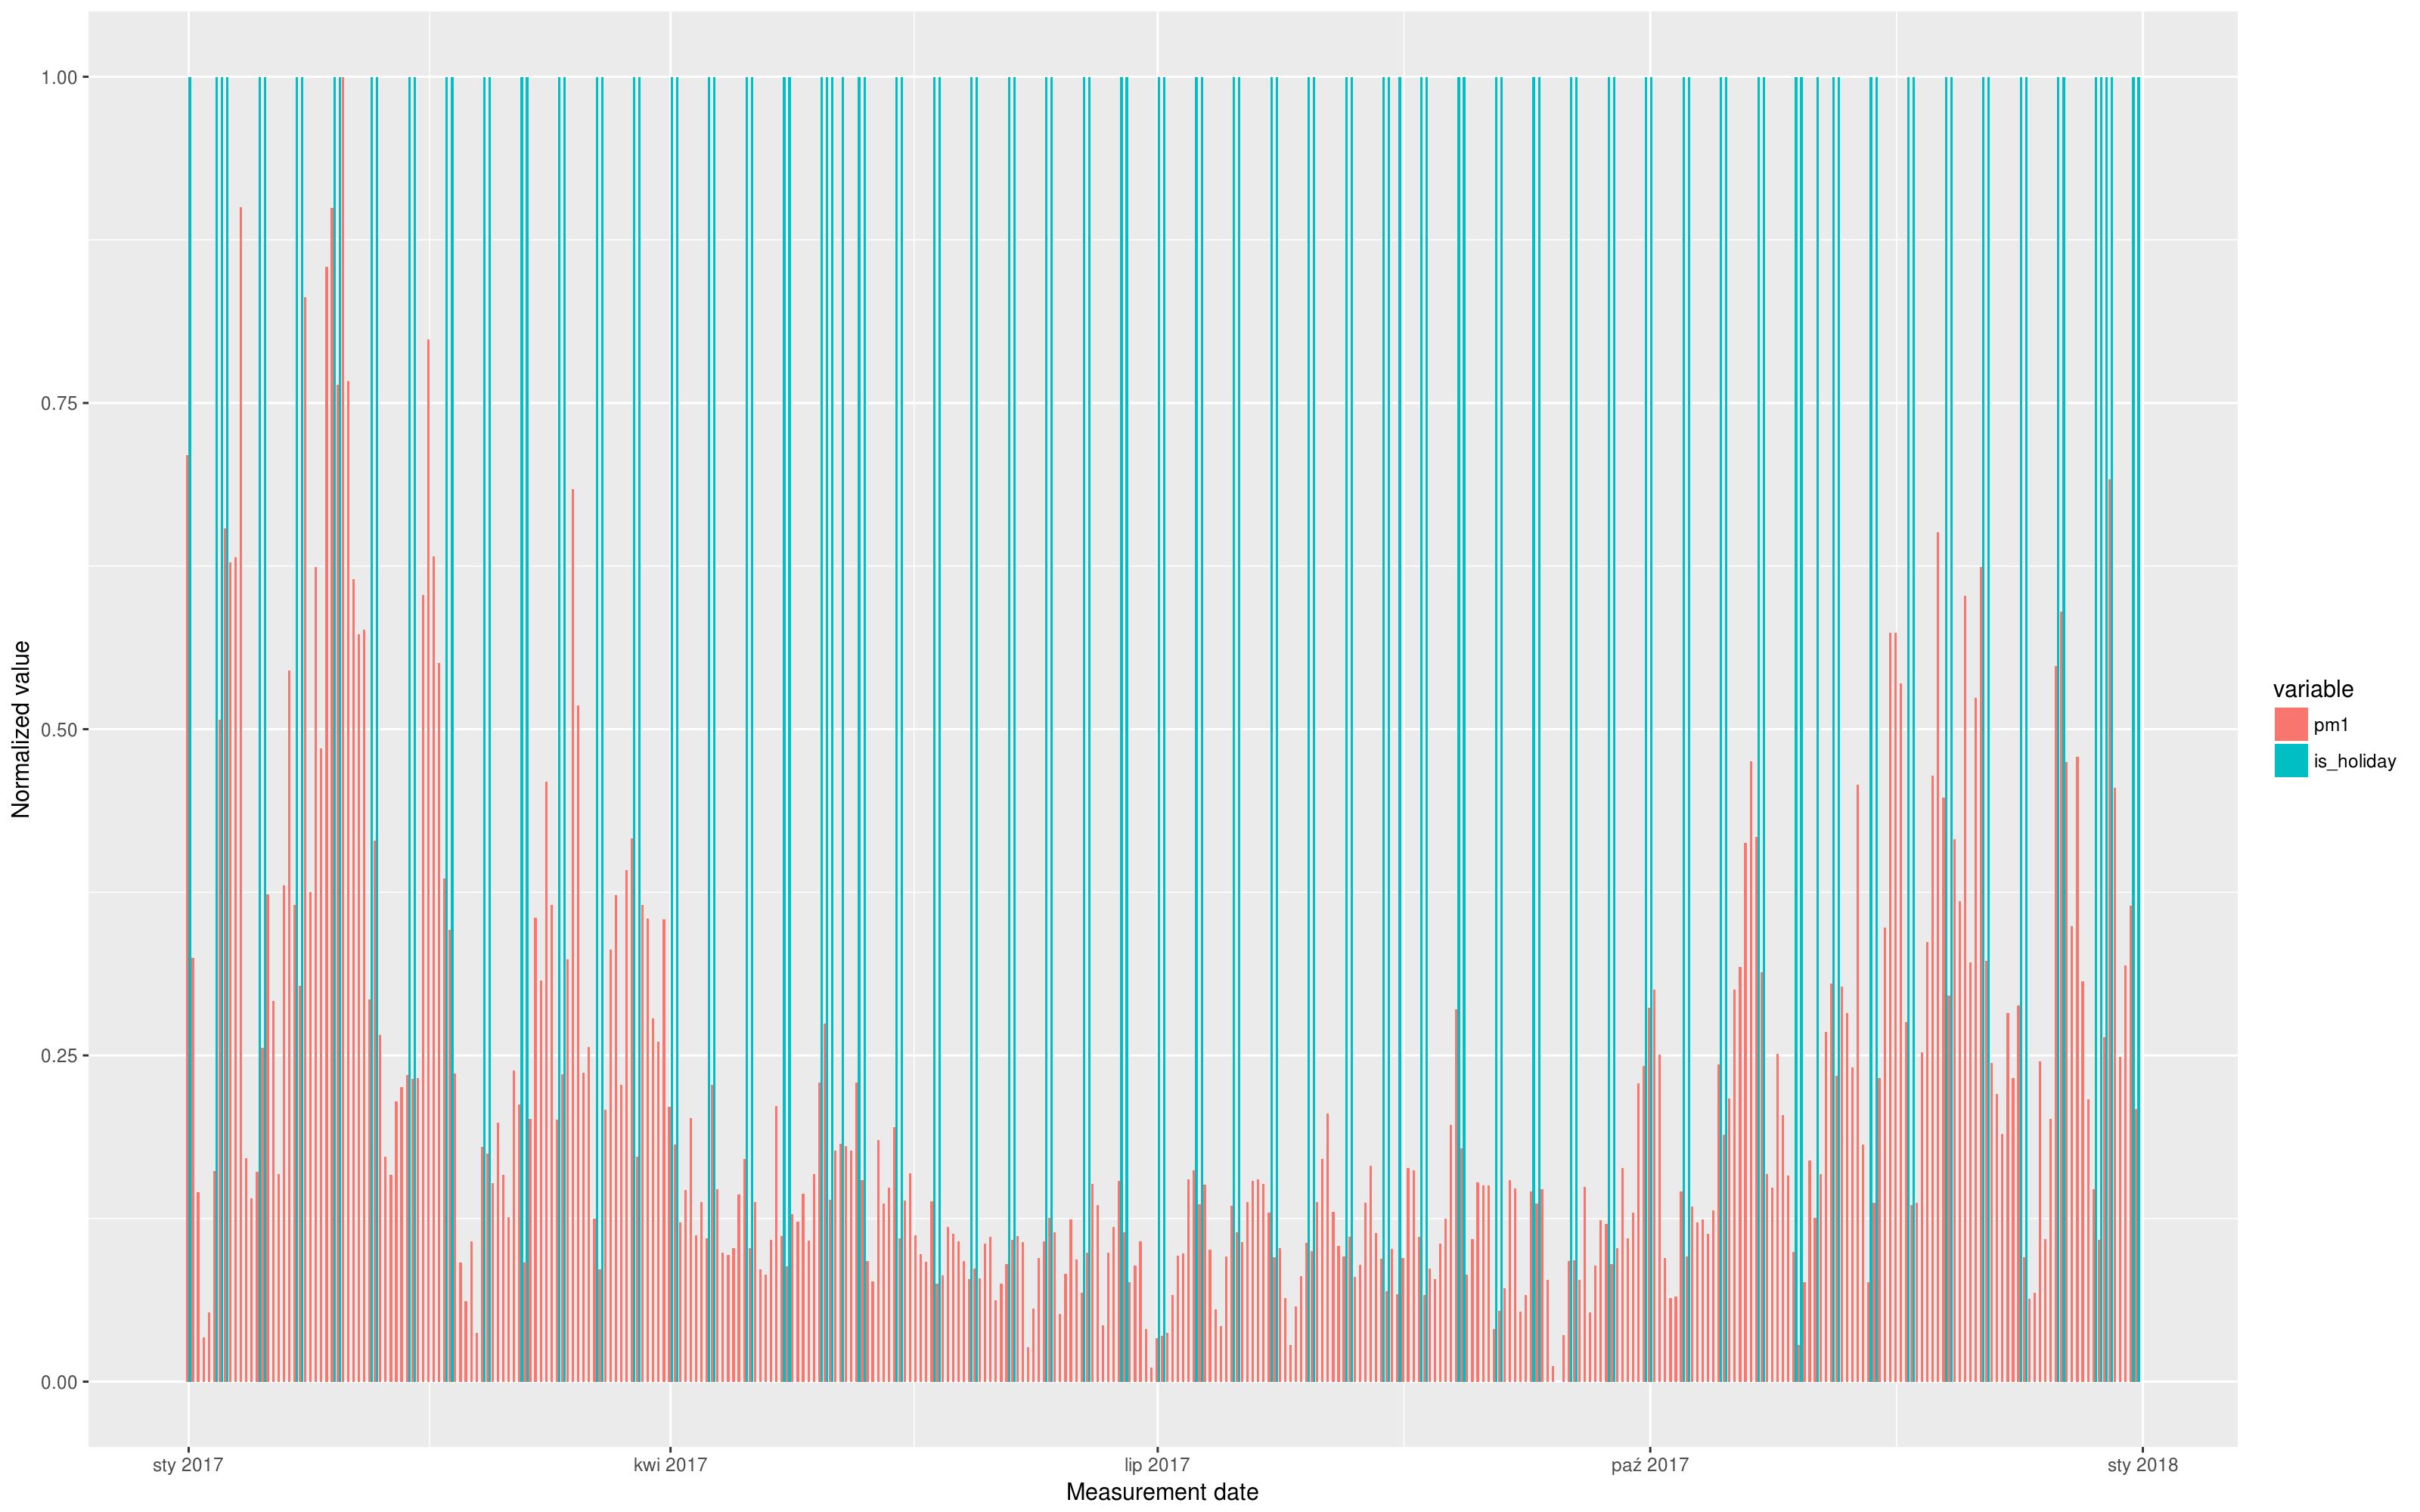 1.00
0.75
0.50
0.25
0.00
Normalized value
sty 2017
kwi 2017
lip 2017
paź 2017
sty 2018
Measurement date
variable
pm1
is_holiday